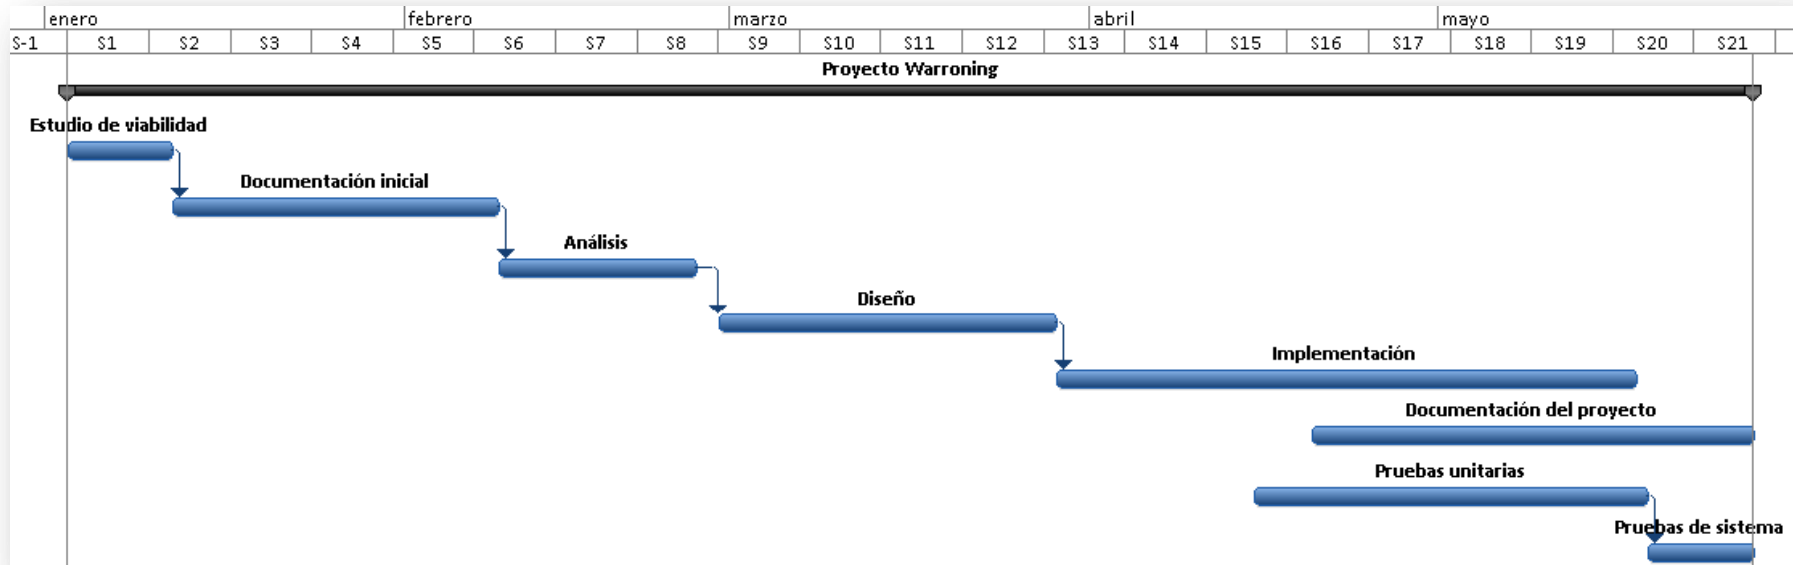 enero febrero marzo abril mayo
S-1 S1 S2 S3 S4 S5 S6 S7 S8 S9 S10 S11 S12 S13 S14 S15 S16 S17 S18 S19 S20 S21
Proyecto Warroning
Estudio de viabilidad
Documentación inicial
Análisis
Diseño
Implementación
Documentación del proyecto
Pruebas unitarias
Pruebas de sistema